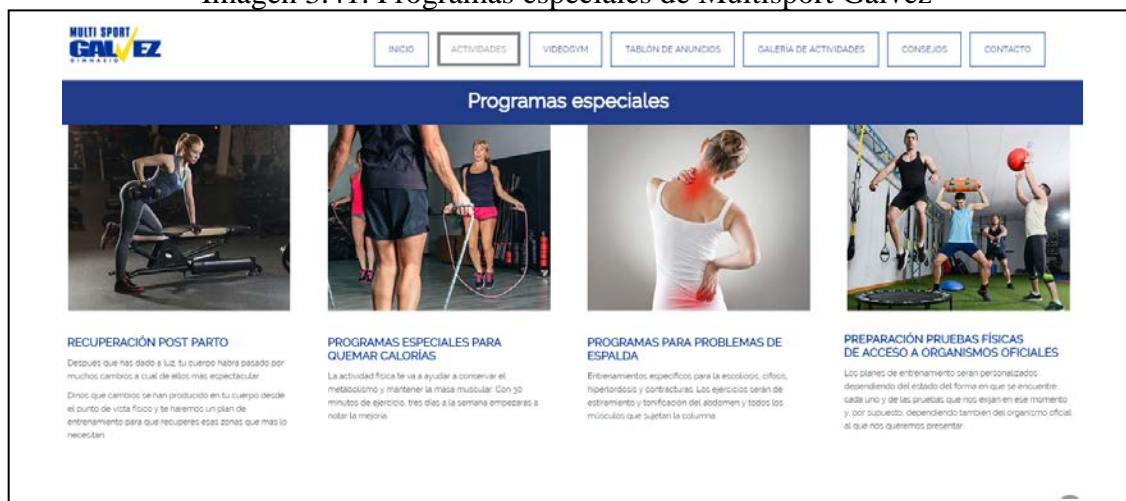 Imagen 3.41. Programas especiales de Multisport Gálvez
MULTI SPORT
GALVEZ
GIMNASIO
INICIO
ACTIVIDADES
VIDEOGYM
TABLÓN DE ANUNCIOS
GALERÍA DE ACTIVIDADES
CONSEJOS
CONTACTO
Programas especiales
RECUPERACIÓN POST PARTO
Después que has dado a luz, tu cuerpo habrá pasado por
muchos cambios a cual de ellos más espectacular
Dinos que cambios se han producido en tu cuerpo desde
el punto de vista físico y te haremos un plan de
entrenamiento para que recuperes esas zonas que mas lo
necesitan
PROGRAMAS ESPECIALES PARA
QUEMAR CALORÍAS
La actividad física te va a ayudar a conservar el
metabolismo y mantener la masa muscular. Con 30
minutos de ejercicio, tres días a la semana empezarás a
notar la mejoría.
PROGRAMAS PARA PROBLEMAS DE
ESPALDA
Entrenamientos específicos para la escoliosis, cifosis,
hiperlordosis y contracturas. Los ejercicios serán de
estiramiento y tonificación del abdomen y todos los
músculos que sujetan la columna.
PREPARACIÓN PRUEBAS FÍSICAS
DE ACCESO A ORGANISMOS OFICIALES
Los planes de entrenamiento serán personalizados
dependiendo del estado del forma en que se encuentre
cada uno y de las pruebas que nos exijan en ese momento
y, por supuesto, dependiendo también del organismo oficial
al que nos queremos presentar.